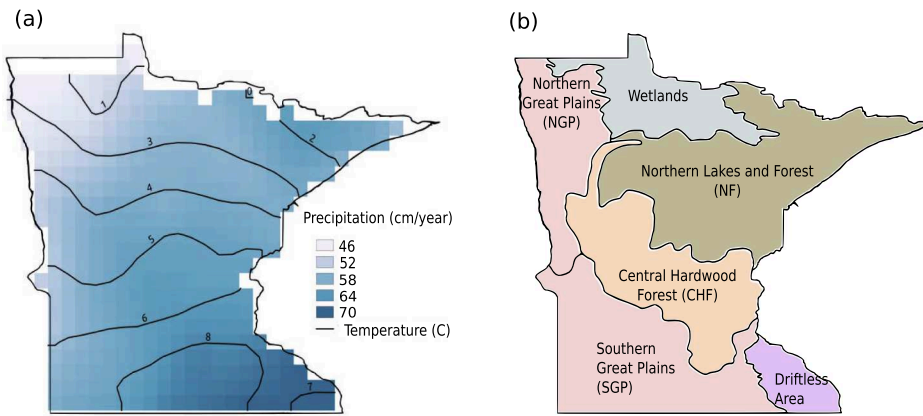 (a)
1
0
2
3
4
5
6
8
7
Precipitation (cm/year)
46
52
58
64
70
Temperature (C)
(b)
Northern
Great Plains
(NGP)
Wetlands
Northern Lakes and Forest
(NF)
Central Hardwood
Forest (CHF)
Southern
Great Plains
(SGP)
Driftless
Area